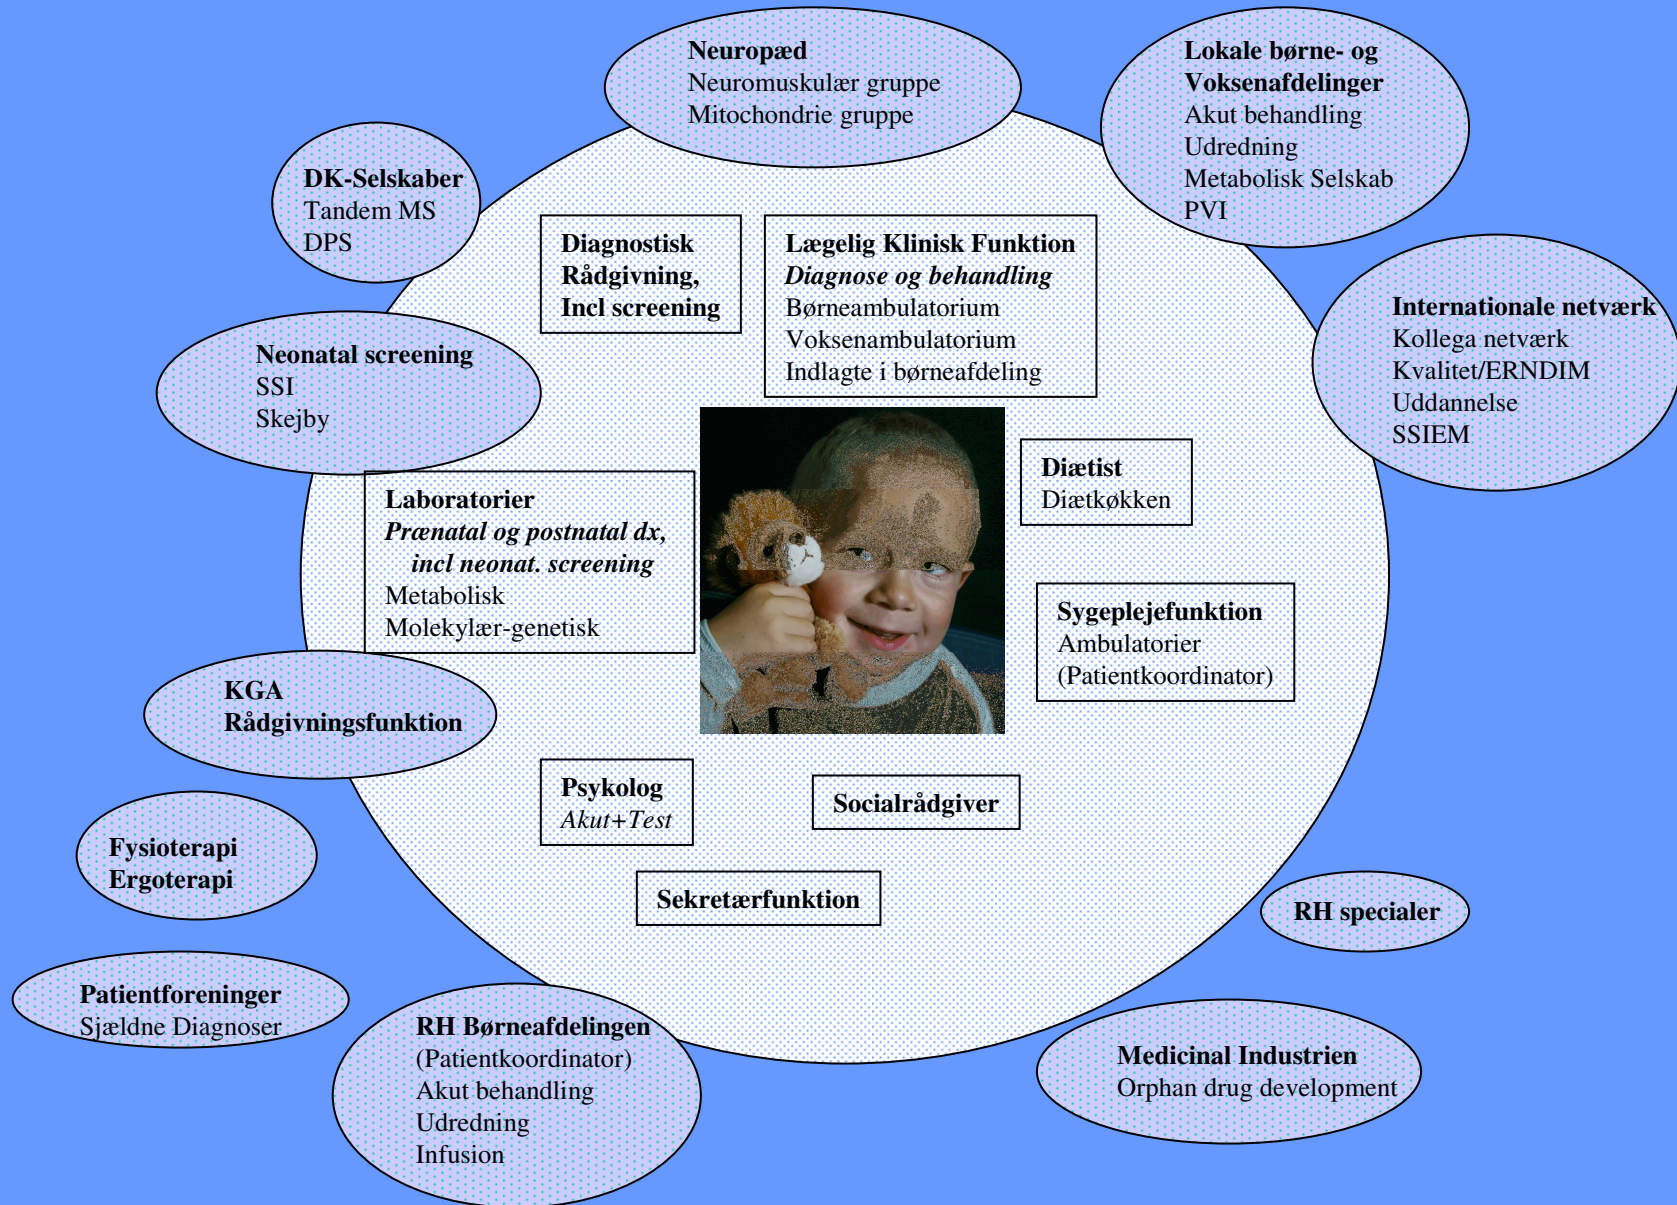 Neuropæd
Neuromuskulær gruppe
Mitochondrie gruppe
Lokale børne- og
Voksenafdelinger
Akut behandling
Udredning
Metabolisk Selskab
PVI
DK-Selskaber
Tandem MS
DPS
Diagnostisk
Rådgivning,
Incl screening
Lægelig Klinisk Funktion
Diagnose og behandling
Børneambulatorium
Voksenambulatorium
Indlagte i børneafdeling
Internationale netværk
Kollega netværk
Kvalitet/ERNDIM
Uddannelse
SSIEM
Neonatal screening
SSI
Skejby
Diætist
Diætkøkken
Laboratorier
Prænatal og postnatal dx,
incl neonat. screening
Metabolisk
Molekylær-genetisk
Sygeplejefunktion
Ambulatorier
(Patientkoordinator)
KGA
Rådgivningsfunktion
Psykolog
Akut+Test
Socialrådgiver
Fysioterapi
Ergoterapi
Sekretærfunktion
RH specialer
Patientforeninger
Sjældne Diagnoser
RH Børneafdelingen
(Patientkoordinator)
Akut behandling
Udredning
Infusion
Medicinal Industrien
Orphan drug development